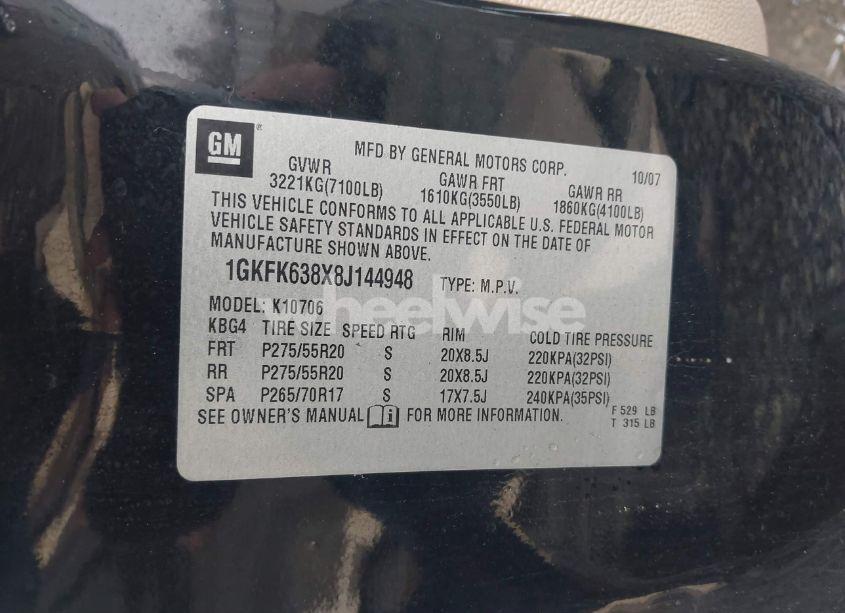 GM ®
MFD BY GENERAL MOTORS CORP. 10/07
GVWR GAWR FRT GAWR RR
3221KG(7100LB) 1610KG(3550LB) 1860KG(4100LB)
THIS VEHICLE CONFORMS TO ALL APPLICABLE U.S. FEDERAL MOTOR
VEHICLE SAFETY STANDARDS IN EFFECT ON THE DATE OF
MANUFACTURE SHOWN ABOVE.
1GKFK638X8J144948 TYPE: M.P.V.
MODEL: K10706
wheelwise
KBG4 TIRE SIZE SPEED RTG RIM COLD TIRE PRESSURE
FRT P275/55R20 S 20X8.5J 220KPA(32PSI)
RR P275/55R20 S 20X8.5J 220KPA(32PSI)
SPA P265/70R17 S 17X7.5J 240KPA(35PSI)
SEE OWNER'S MANUAL i FOR MORE INFORMATION. F 529 LB
T 315 LB